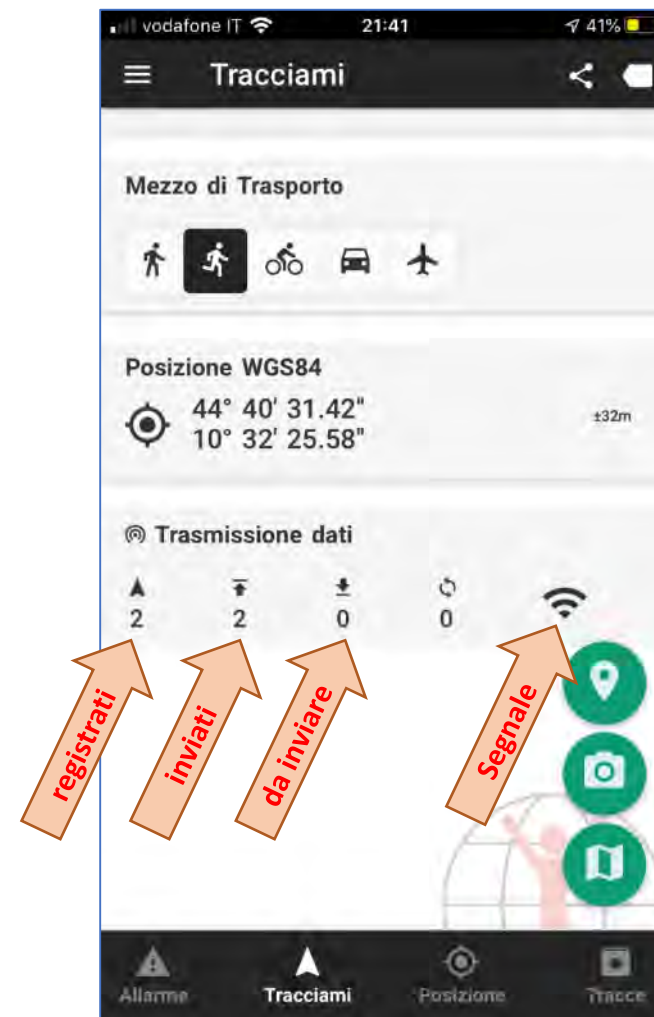 vodafone IT 21:41 41%
Tracciami
Mezzo di Trasporto
Posizione WGS84
44° 40' 31.42"
10° 32' 25.58"
±32m
Trasmissione dati
2 2 0 0
registrati
inviati
da inviare
Segnale
Allarme Tracciami Posizione Tracce